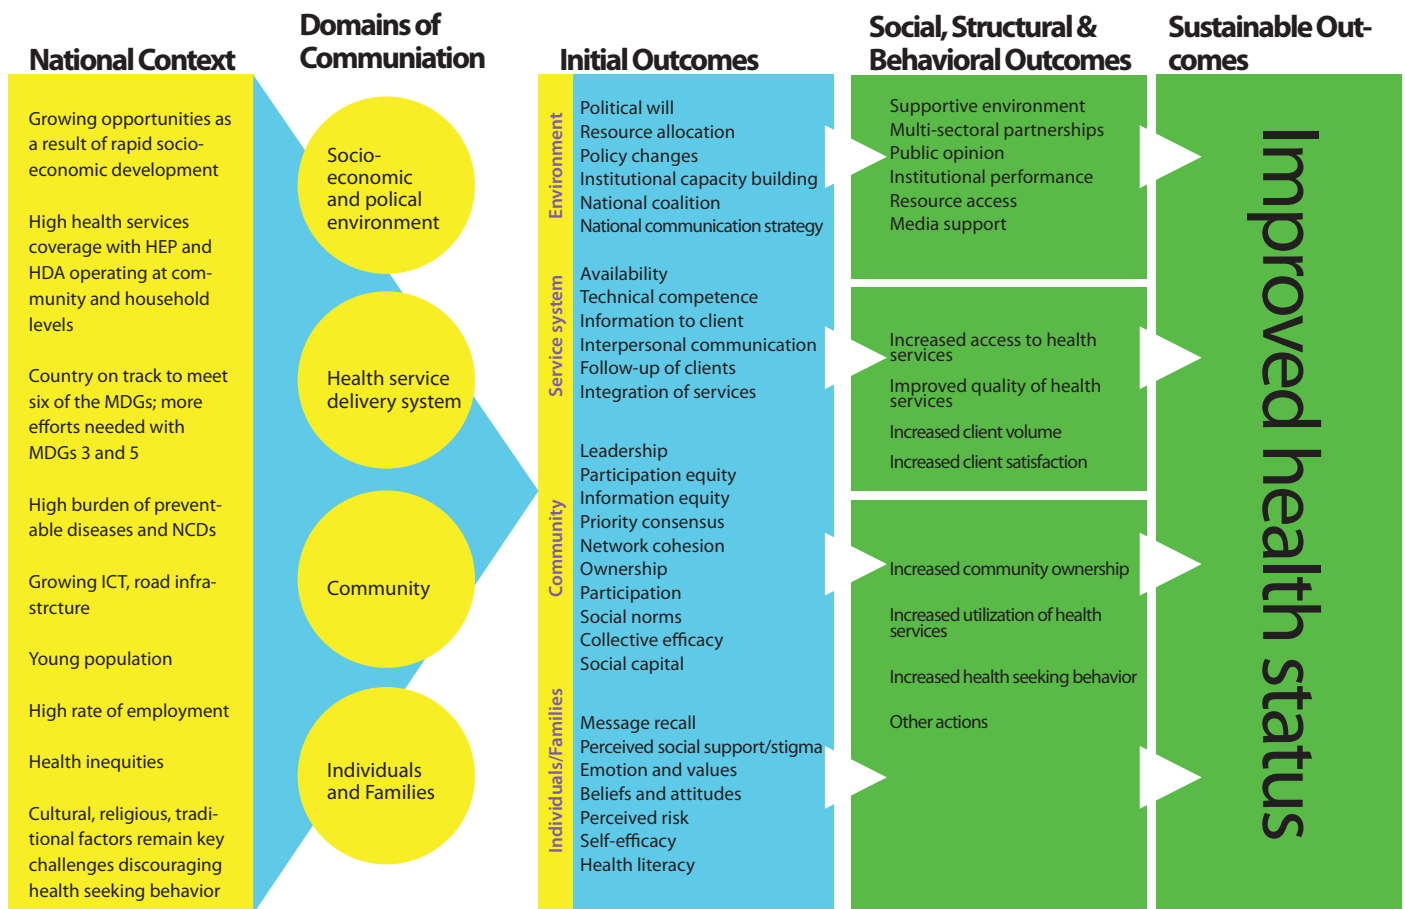 National Context
Growing opportunities as
a result of rapid socio-
economic development
High health services
coverage with HEP and
HDA operating at com-
munity and household
levels
Country on track to meet
six of the MDGs; more
efforts needed with
MDGs 3 and 5
High burden of prevent-
able diseases and NCDs
Growing ICT, road infra-
strcture
Young population
High rate of employment
Health inequities
Cultural, religious, tradi-
tional factors remain key
challenges discouraging
health seeking behavior
Domains of
Communiation
Socio-
economic
and polical
environment
Health service
delivery system
Community
Individuals
and Families
Initial Outcomes
Environment
Political will
Resource allocation
Policy changes
Institutional capacity building
National coalition
National communication strategy
Service system
Availability
Technical competence
Information to client
Interpersonal communication
Follow-up of clients
Integration of services
Community
Leadership
Participation equity
Information equity
Priority consensus
Network cohesion
Ownership
Participation
Social norms
Collective efficacy
Social capital
Individuals/Families
Message recall
Perceived social support/stigma
Emotion and values
Beliefs and attitudes
Perceived risk
Self-efficacy
Health literacy
Social, Structural &
Behavioral Outcomes
Supportive environment
Multi-sectoral partnerships
Public opinion
Institutional performance
Resource access
Media support
Increased access to health
services
Improved quality of health
services
Increased client volume
Increased client satisfaction
Increased community ownership
Increased utilization of health
services
Increased health seeking behavior
Other actions
Sustainable Out-
comes
Improved health status